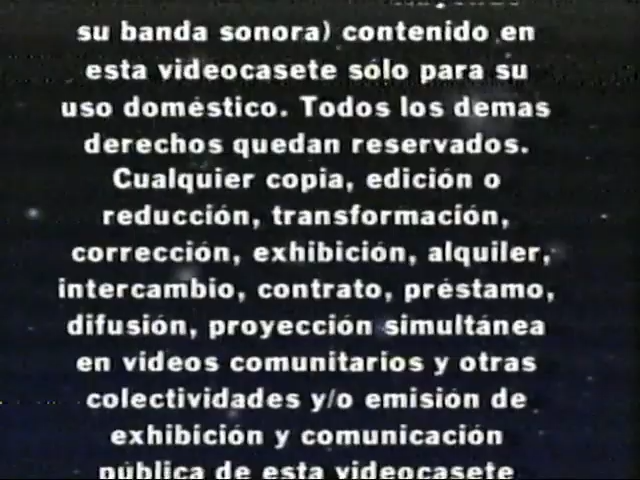 su banda sonora) contenido en
esta videocasete sólo para su
uso doméstico. Todos los demas
derechos quedan reservados.
Cualquier copia, edición o
reducción, transformación,
corrección, exhibición, alquiler,
intercambio, contrato, préstamo,
difusión, proyección simultánea
en videos comunitarios y otras
colectividades y/o emisión de
exhibición y comunicación
pública de esta videocasete